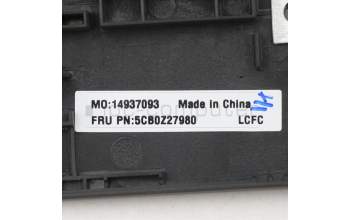 MO:14937093 Made in China
FRU PN:5CB0Z27980 LCFC